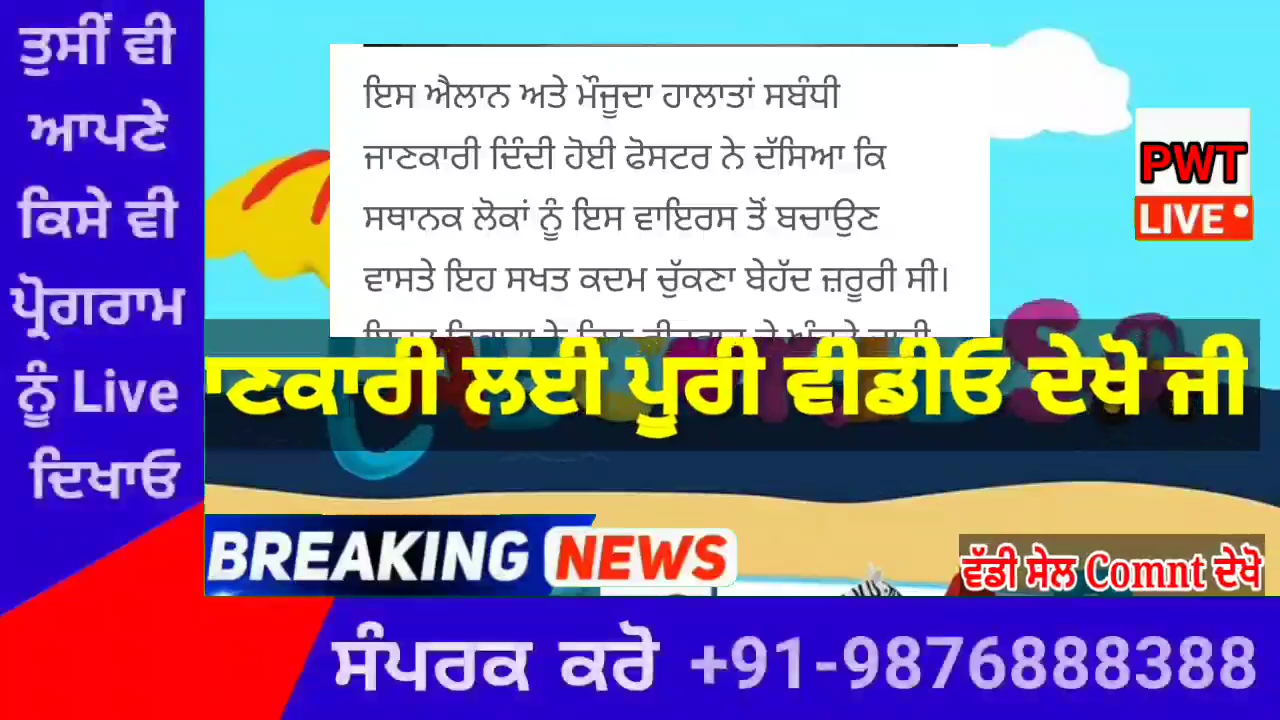 ਤੁਸੀਂ ਵੀ
ਆਪਣੇ
ਕਿਸੇ ਵੀ
ਪ੍ਰੋਗਰਾਮ
ਨੂੰ Live
ਦਿਖਾਓ
ਇਸ ਐਲਾਨ ਅਤੇ ਮੌਜੂਦਾ ਹਾਲਾਤਾਂ ਸਬੰਧੀ
ਜਾਣਕਾਰੀ ਦਿੰਦੀ ਹੋਈ ਫੋਸਟਰ ਨੇ ਦੱਸਿਆ ਕਿ
ਸਥਾਨਕ ਲੋਕਾਂ ਨੂੰ ਇਸ ਵਾਇਰਸ ਤੋਂ ਬਚਾਉਣ
ਵਾਸਤੇ ਇਹ ਸਖਤ ਕਦਮ ਚੁੱਕਣਾ ਬੇਹੱਦ ਜ਼ਰੂਰੀ ਸੀ।
PWT
LIVE
ਾਣਕਾਰੀ ਲਈ ਪੂਰੀ ਵੀਡੀਓ ਦੇਖੋ ਜੀ
BREAKING NEWS
ਵੱਡੀ ਸੇਲ Comnt ਦੇਖੋ
ਸੰਪਰਕ ਕਰੋ +91-9876888388